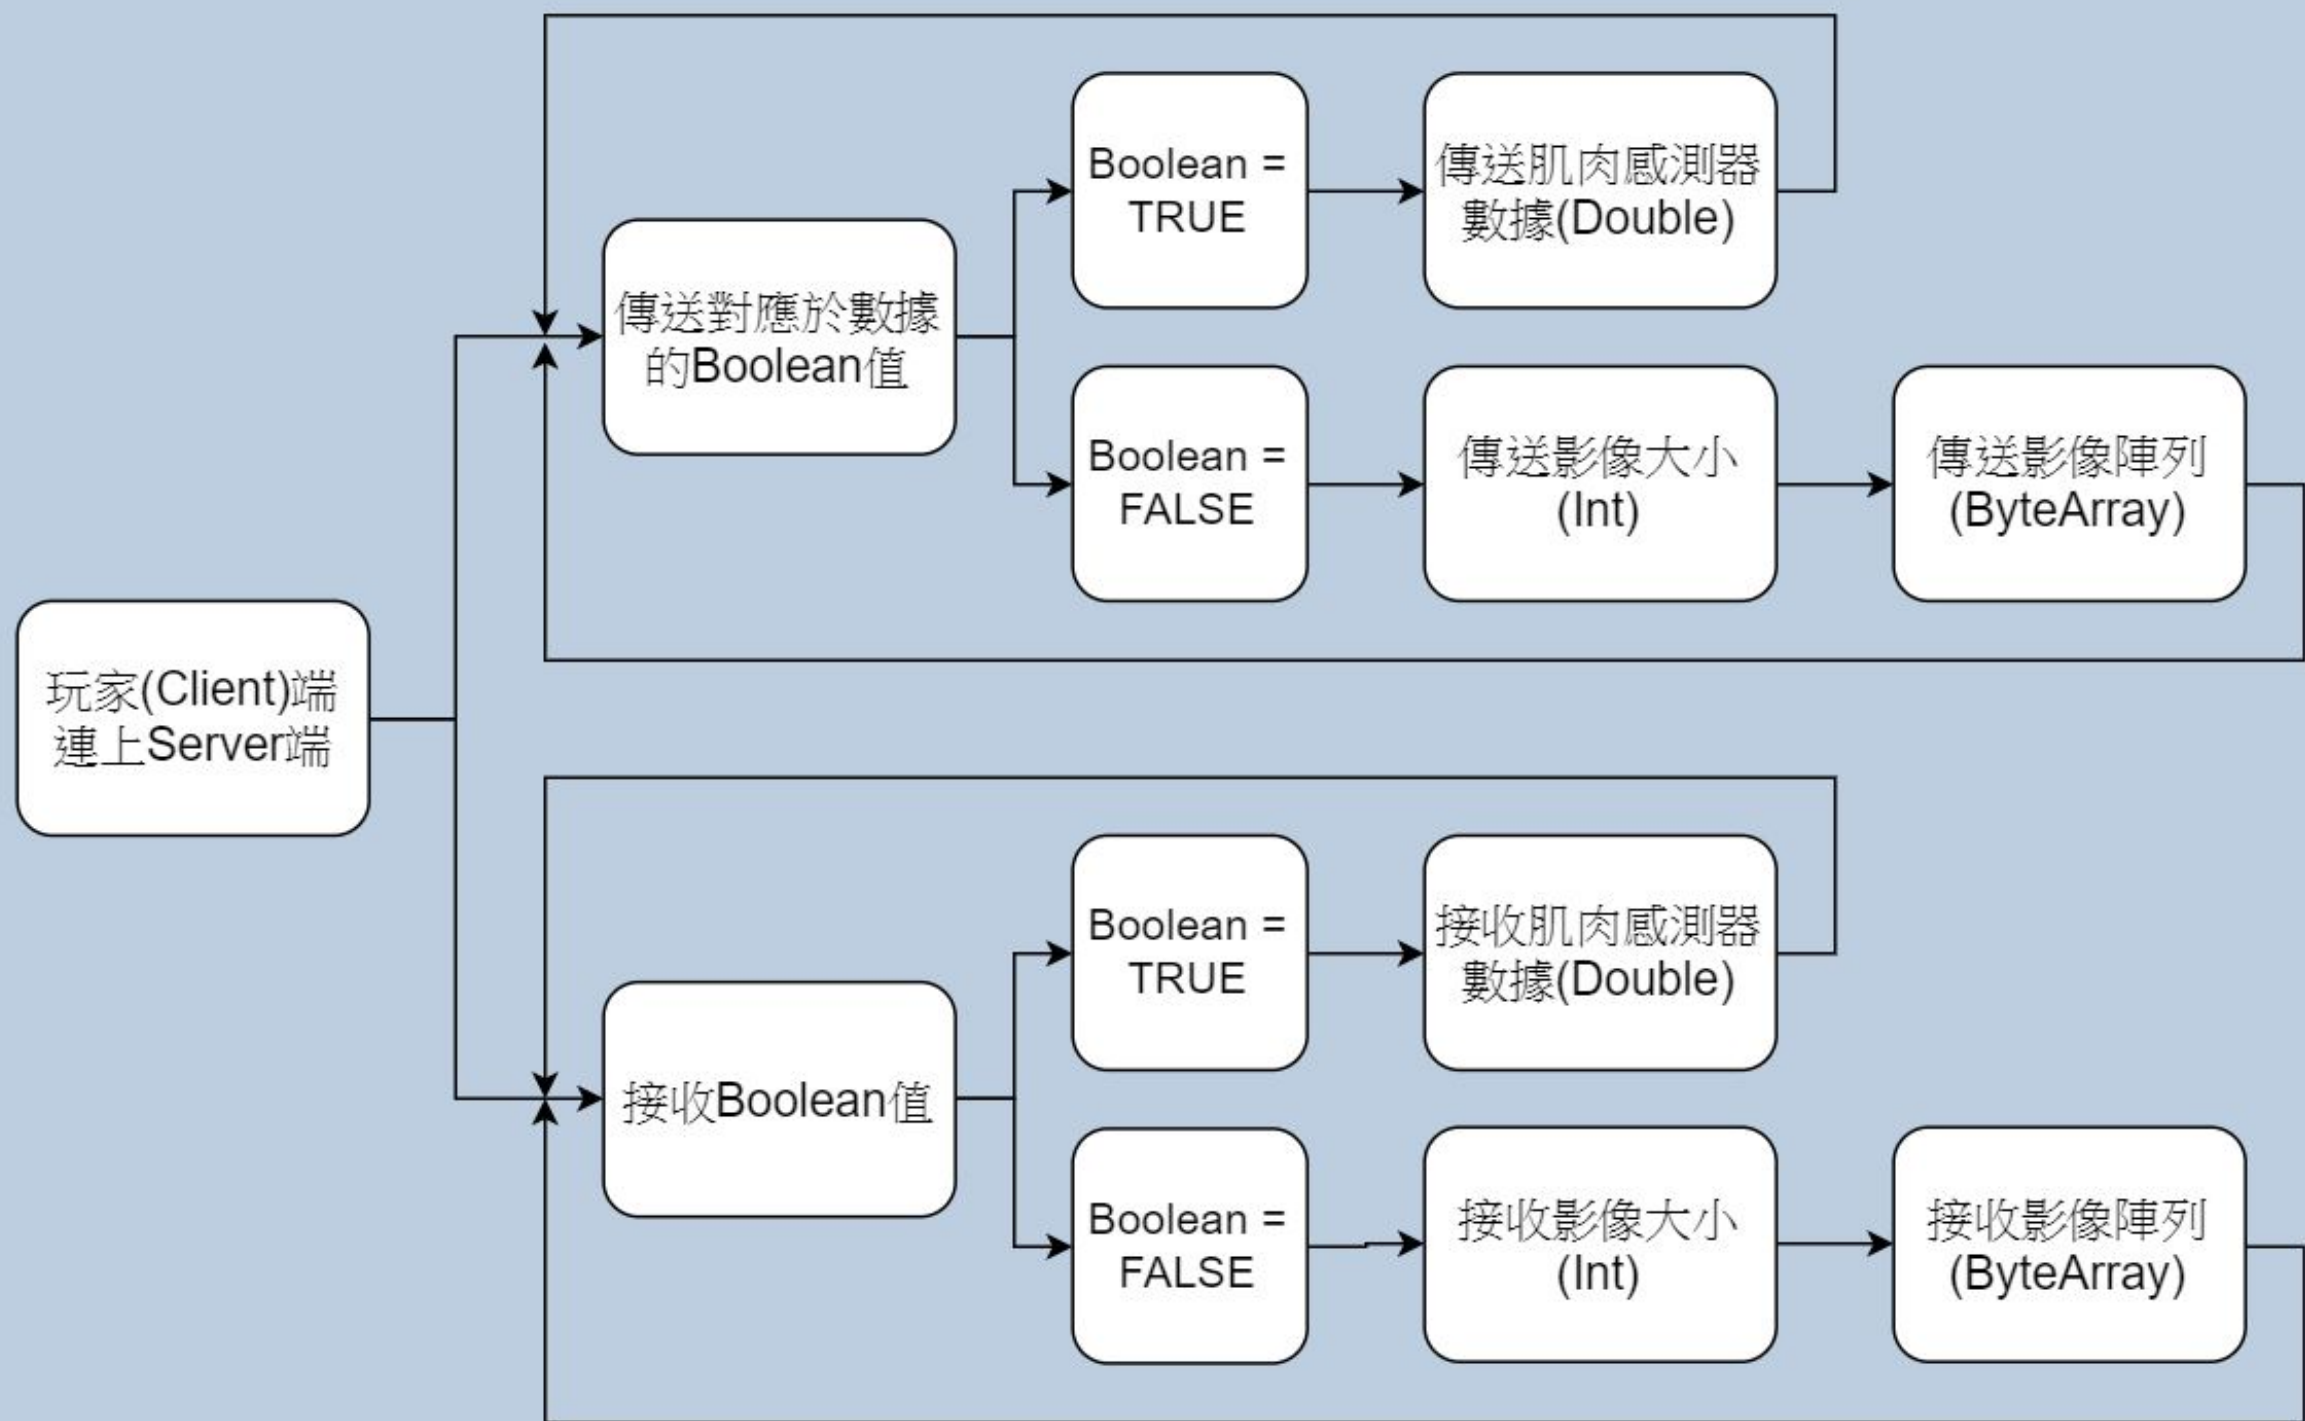 玩家(Client)端
連上Server端
傳送對應於數據
的Boolean值
Boolean =
TRUE
傳送肌肉感測器
數據(Double)
Boolean =
FALSE
傳送影像大小
(Int)
傳送影像陣列
(ByteArray)
接收Boolean值
Boolean =
TRUE
接收肌肉感測器
數據(Double)
Boolean =
FALSE
接收影像大小
(Int)
接收影像陣列
(ByteArray)